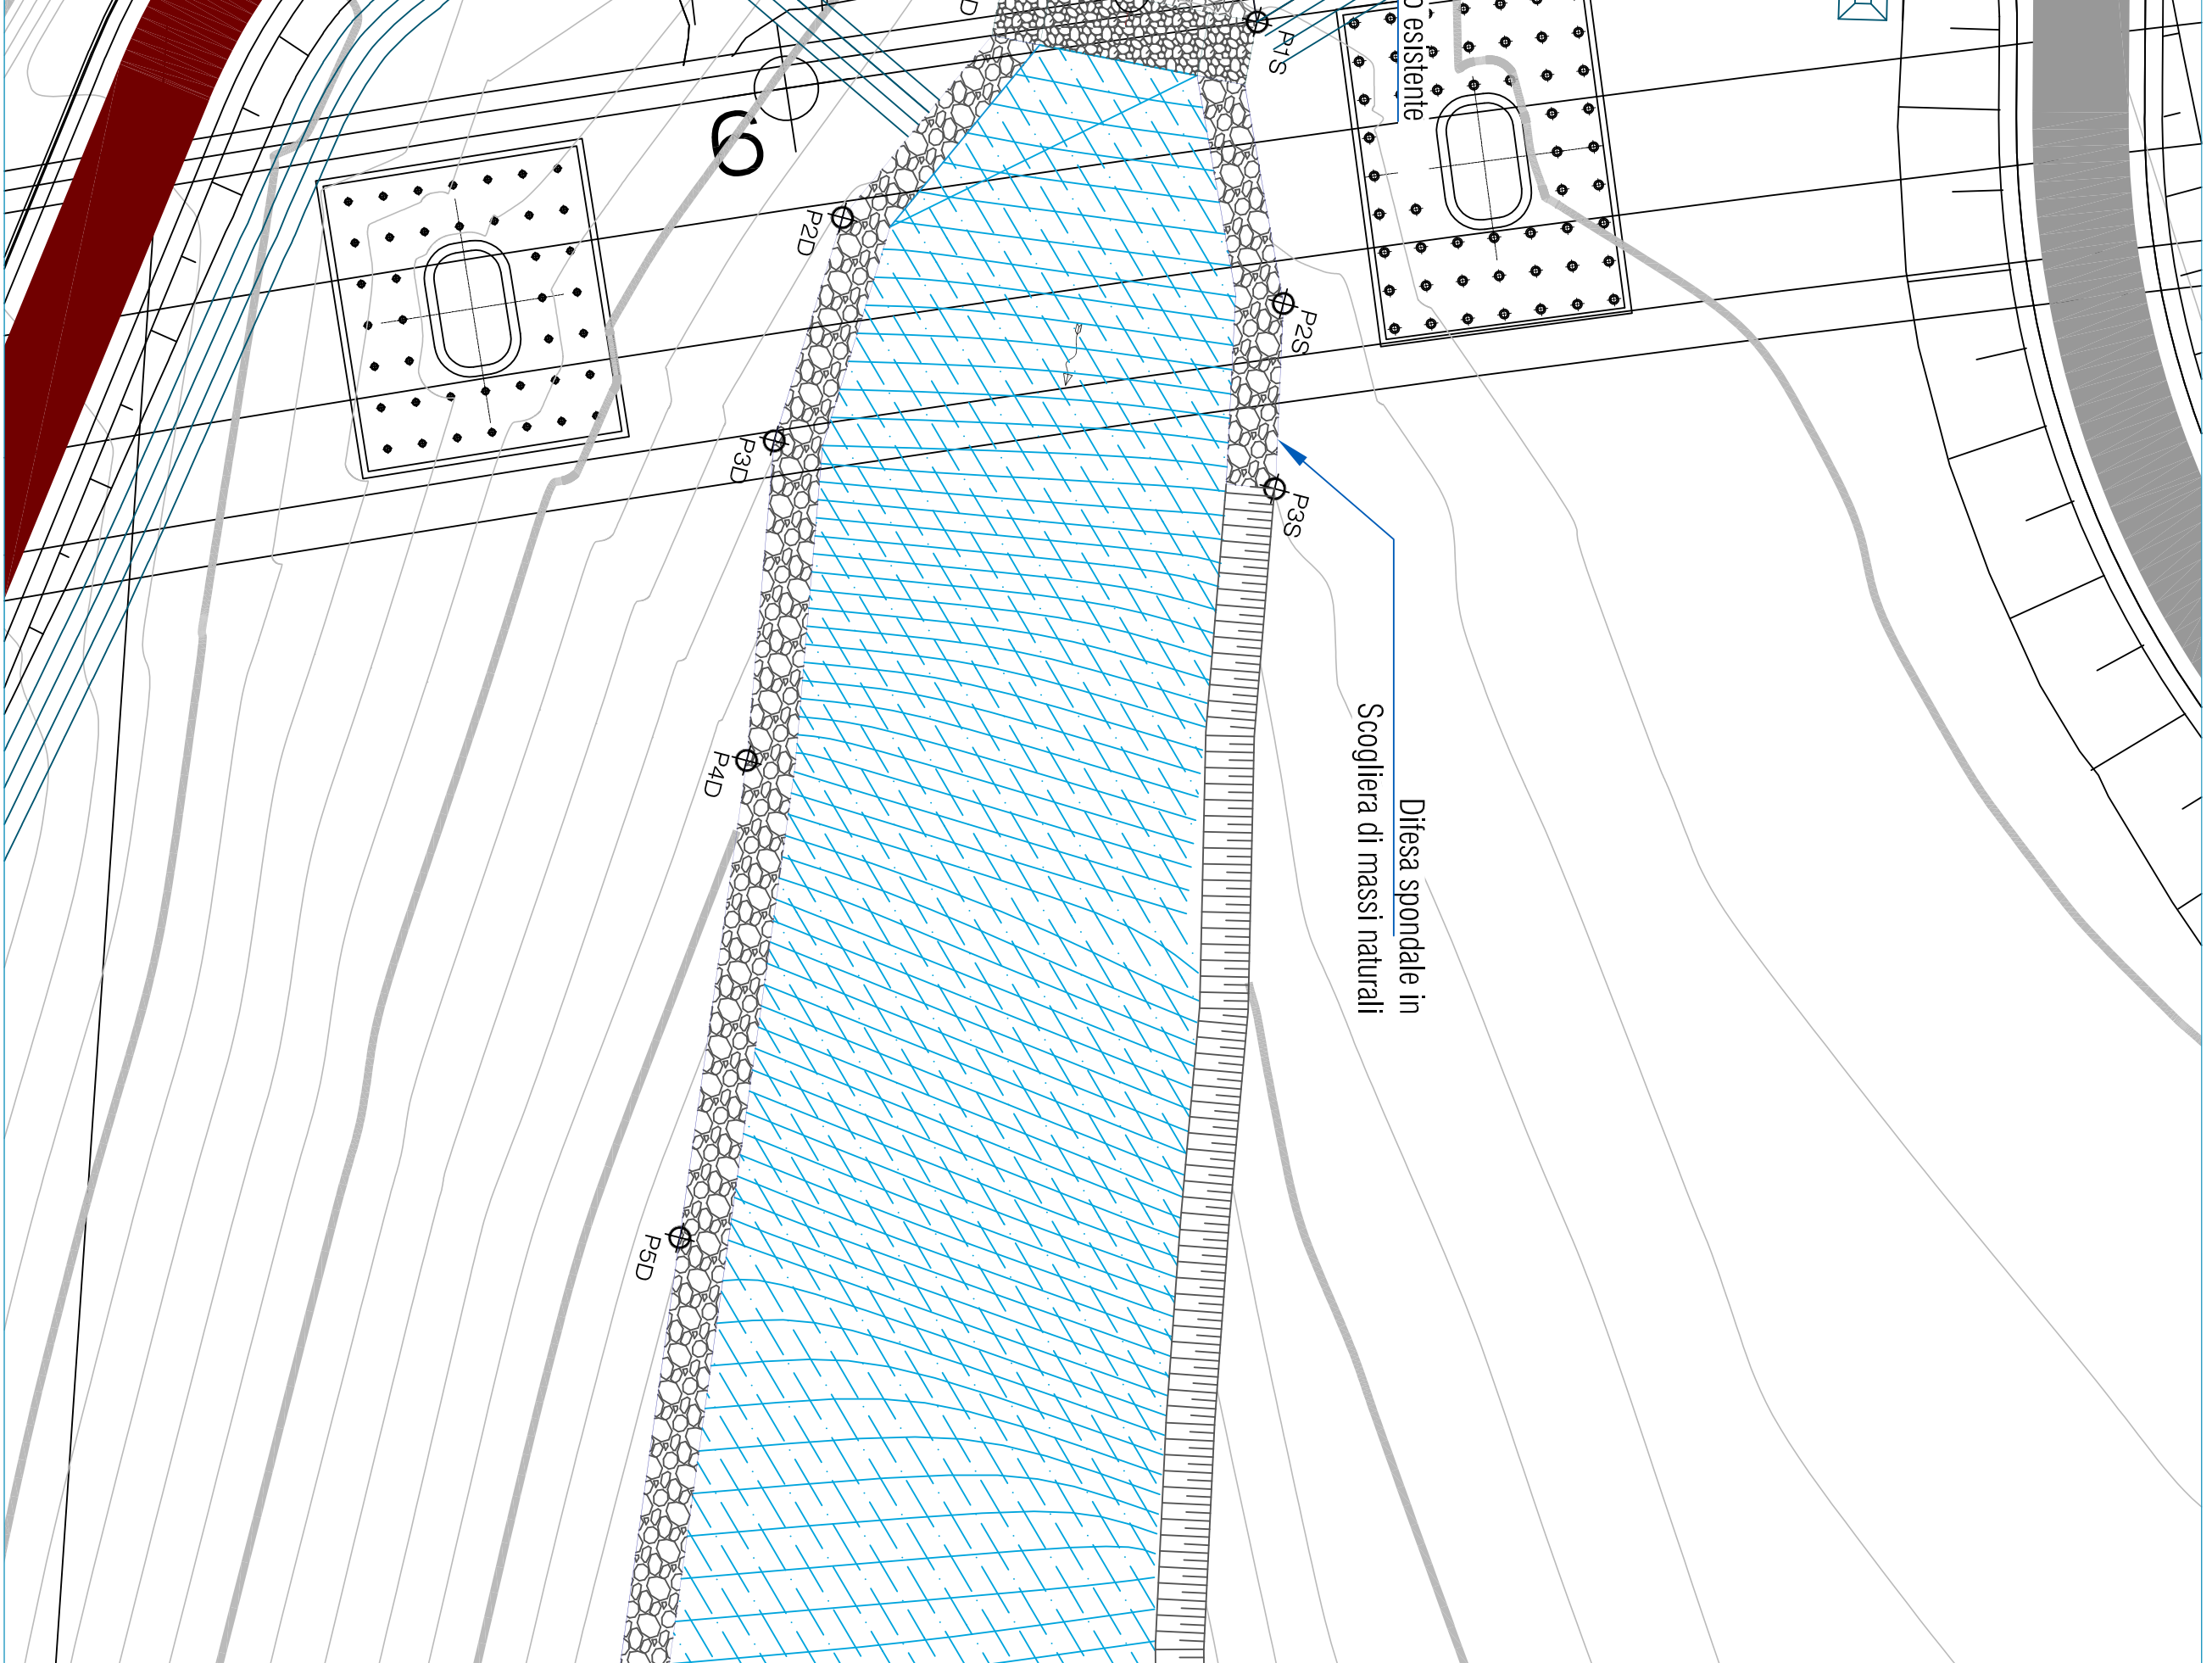 P1S
esistente
6
P2D
P2S
P3D
P3S
Difesa spondale in
Scogliera di massi naturali
P4D
P5D